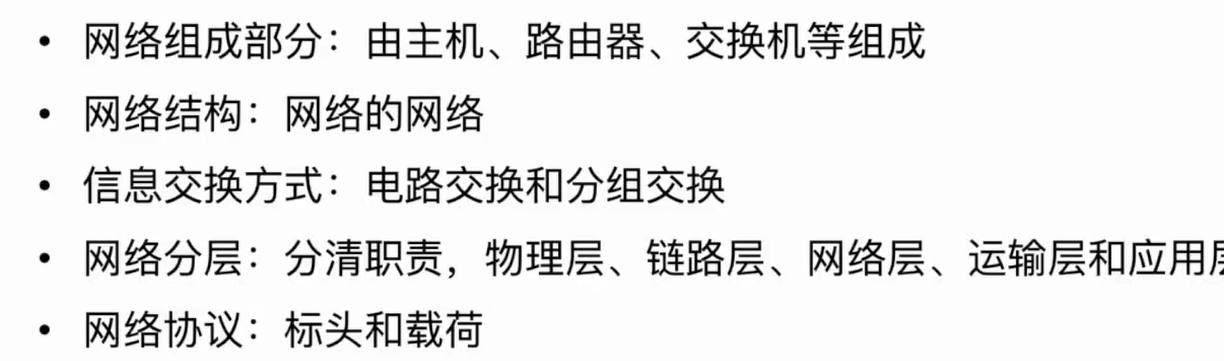 • 网络组成部分：由主机、路由器、交换机等组成
• 网络结构：网络的网络
• 信息交换方式：电路交换和分组交换
• 网络分层：分清职责，物理层、链路层、网络层、运输层和应用层
• 网络协议：标头和载荷